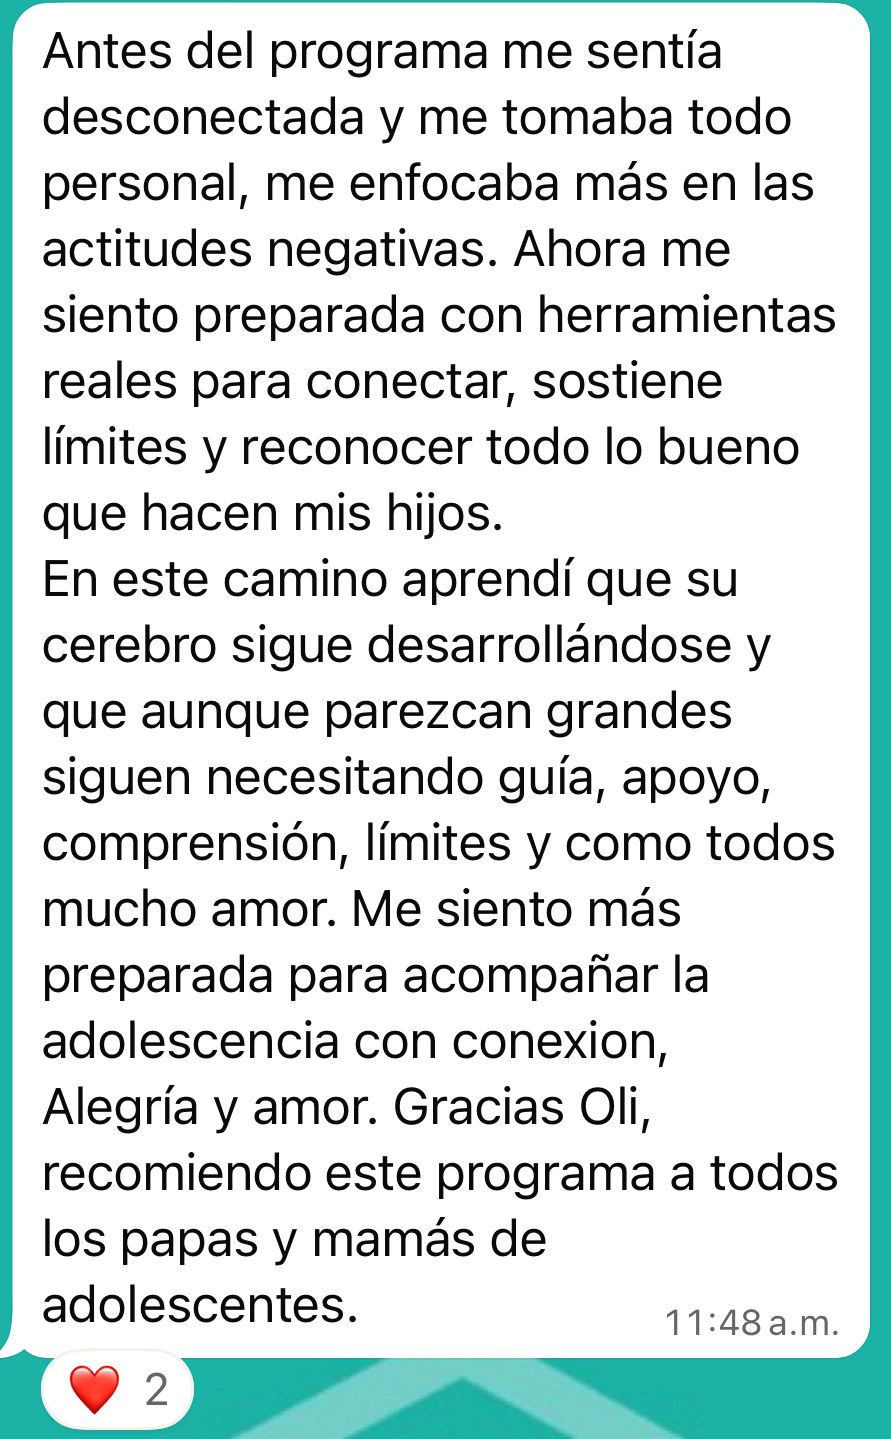 Antes del programa me sentía
desconectada y me tomaba todo
personal, me enfocaba más en las
actitudes negativas. Ahora me
siento preparada con herramientas
reales para conectar, sostiene
límites y reconocer todo lo bueno
que hacen mis hijos.
En este camino aprendí que su
cerebro sigue desarrollándose y
que aunque parezcan grandes
siguen necesitando guía, apoyo,
comprensión, límites y como todos
mucho amor. Me siento más
preparada para acompañar la
adolescencia con conexion,
Alegría y amor. Gracias Oli,
recomiendo este programa a todos
los papas y mamás de
adolescentes.
11:48 a.m.
❤️ 2